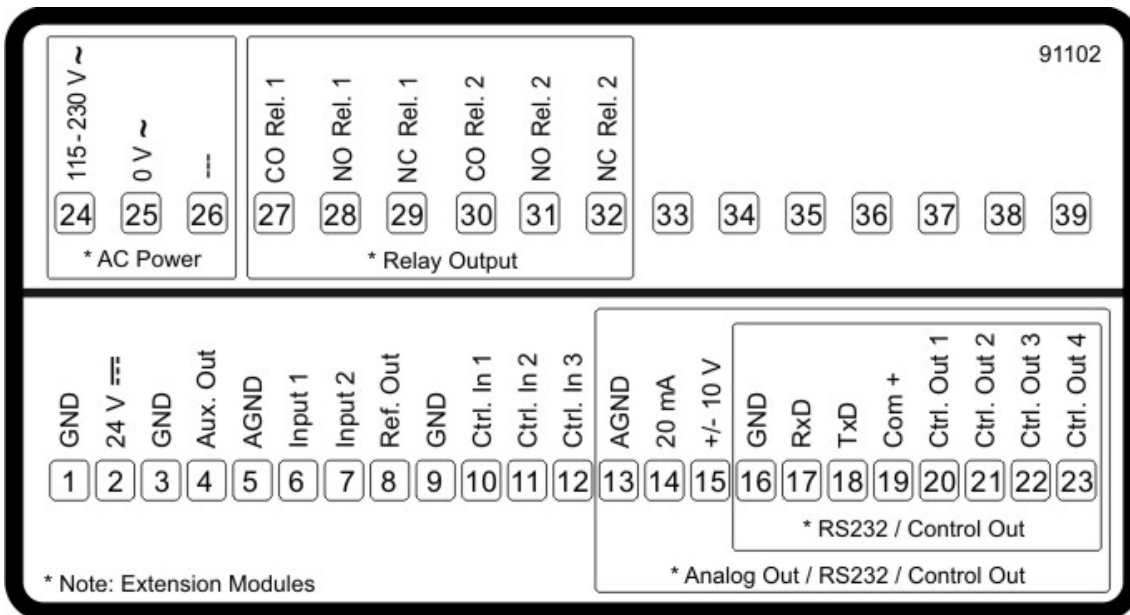 91102
115 - 230 V ~
0 V ~
CO Rel. 1
NO Rel. 1
NC Rel. 1
CO Rel. 2
NO Rel. 2
NC Rel. 2
24 25 26 27 28 29 30 31 32 33 34 35 36 37 38 39
* AC Power
* Relay Output
GND
24 V
GND
Aux. Out
AGND
Input 1
Input 2
Ref. Out
GND
Ctrl. In 1
Ctrl. In 2
Ctrl. In 3
AGND
20 mA
+/- 10 V
GND
RxD
TxD
Com +
Ctrl. Out 1
Ctrl. Out 2
Ctrl. Out 3
Ctrl. Out 4
1 2 3 4 5 6 7 8 9 10 11 12 13 14 15 16 17 18 19 20 21 22 23
* RS232 / Control Out
* Analog Out / RS232 / Control Out
* Note: Extension Modules